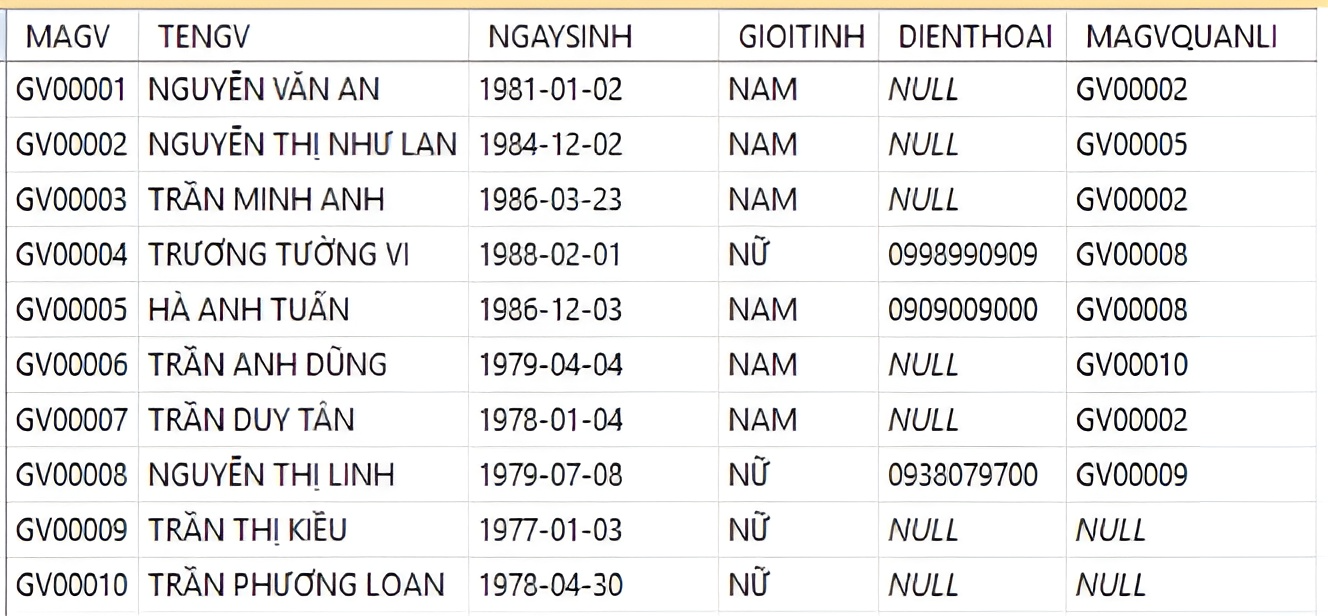 MAGV TENGV NGAYSINH GIOITINH DIENTHOAI MAGVQUANLI
GV00001 NGUYỄN VĂN AN 1981-01-02 NAM NULL GV00002
GV00002 NGUYỄN THỊ NHƯ LAN 1984-12-02 NAM NULL GV00005
GV00003 TRẦN MINH ANH 1986-03-23 NAM NULL GV00002
GV00004 TRƯƠNG TƯỜNG VI 1988-02-01 NỮ 0998990909 GV00008
GV00005 HÀ ANH TUẤN 1986-12-03 NAM 0909009000 GV00008
GV00006 TRẦN ANH DŨNG 1979-04-04 NAM NULL GV00010
GV00007 TRẦN DUY TÂN 1978-01-04 NAM NULL GV00002
GV00008 NGUYỄN THỊ LINH 1979-07-08 NỮ 0938079700 GV00009
GV00009 TRẦN THỊ KIỀU 1977-01-03 NỮ NULL NULL
GV00010 TRẦN PHƯƠNG LOAN 1978-04-30 NỮ NULL NULL